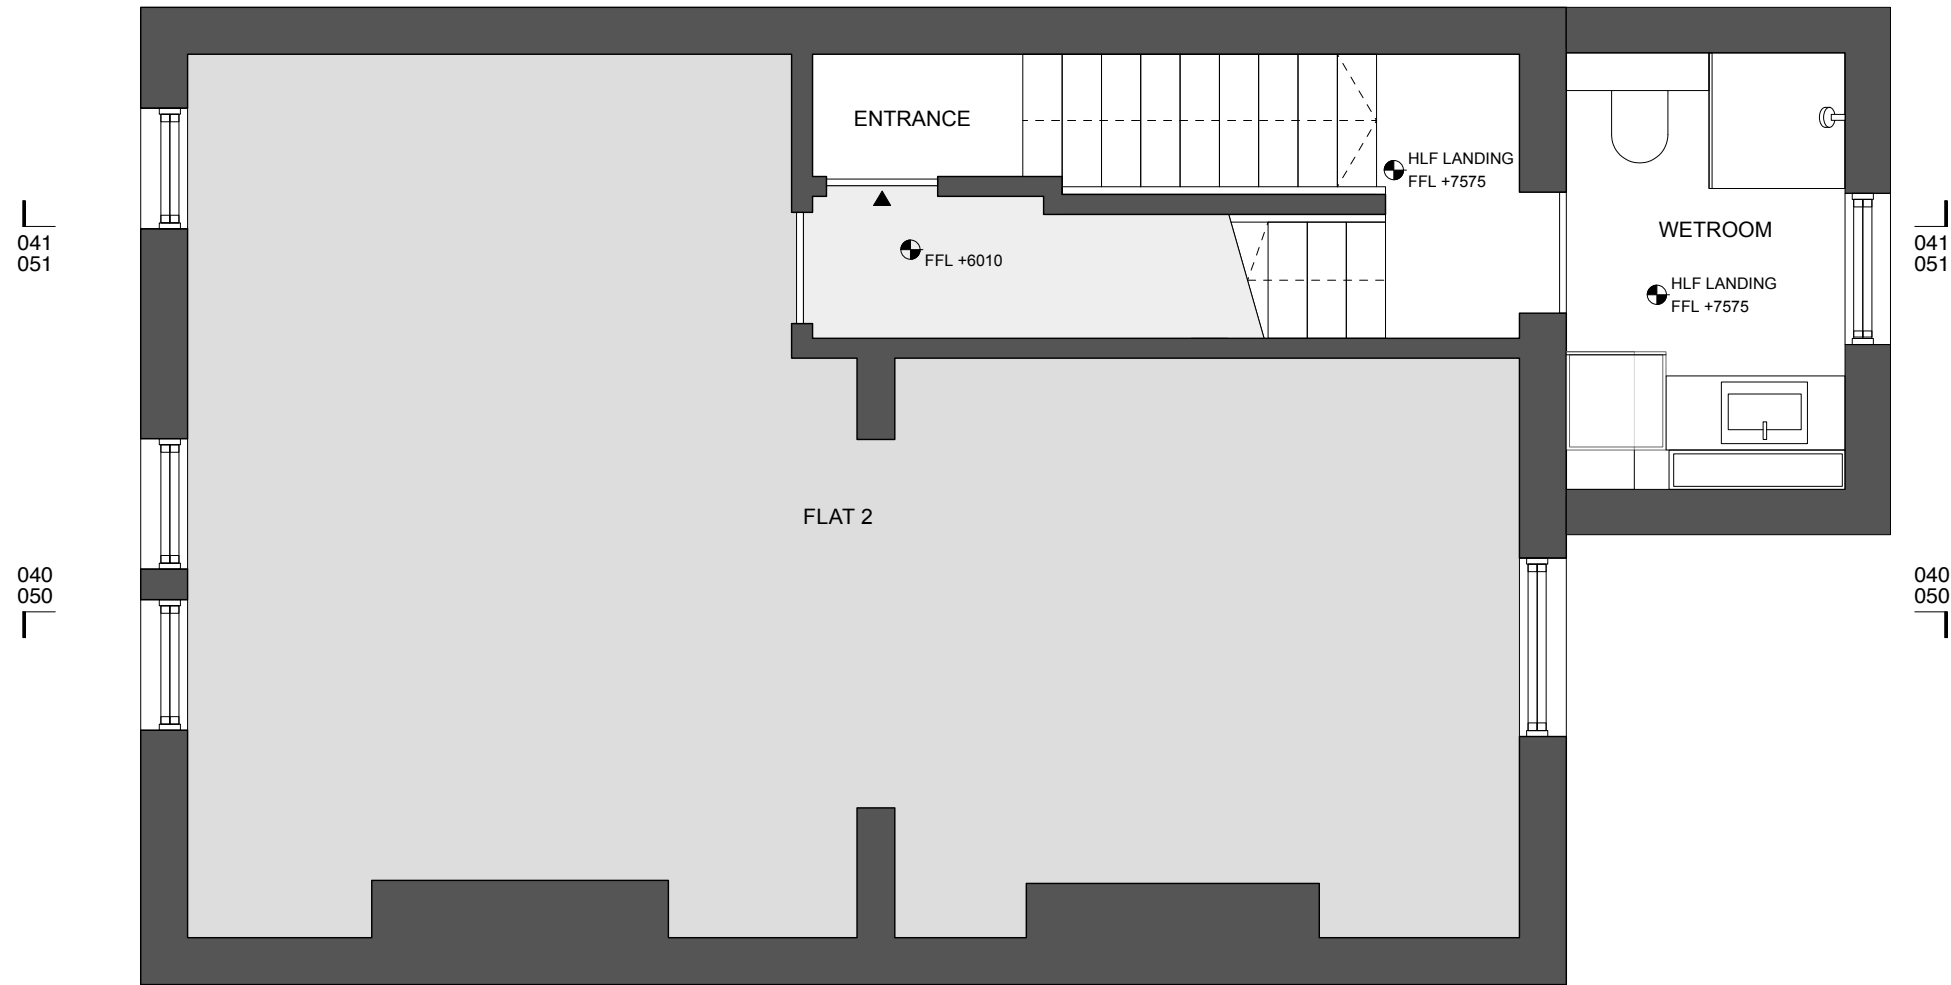 ENTRANCE
HLF LANDING
FFL +7575
041
051
FFL +6010
WETROOM
HLF LANDING
FFL +7575
041
051
FLAT 2
040
050
040
050